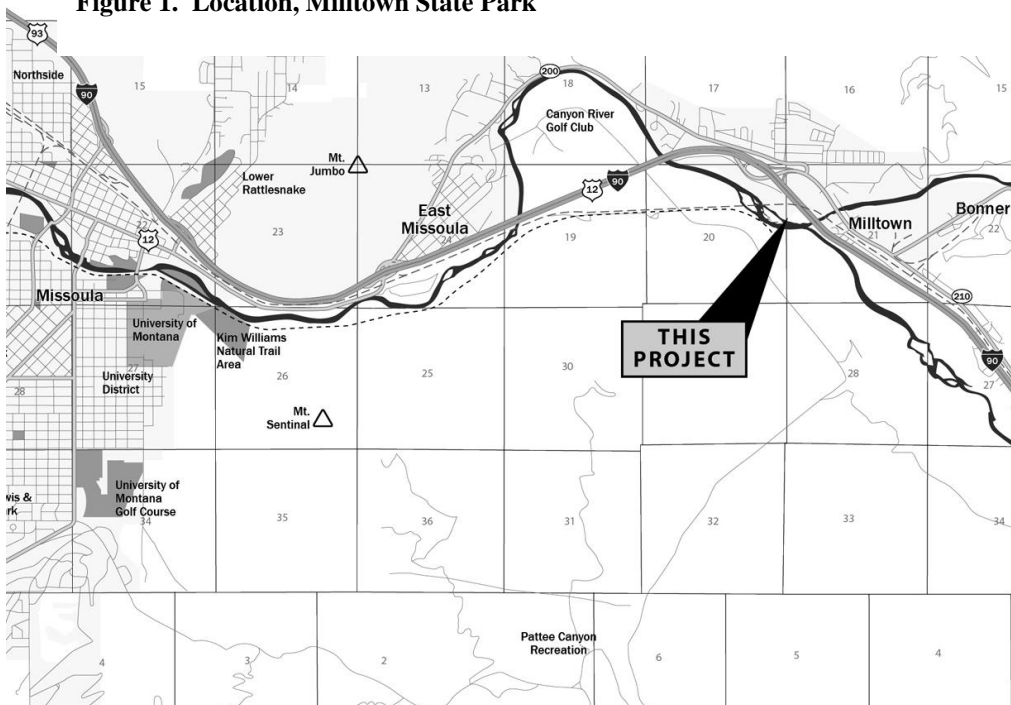 Figure 1. Location, Milltown State Park
93
Northside
15
14
13
200
18
17
16
15
90
Canyon River
Golf Club
Mt.
Jumbo
Lower
Rattlesnake
12
90
East
Missoula
Bonner
Milltown
23
24
19
20
21
22
12
Missoula
210
University of
Montana
Kim Williams
Natural Trail
Area
THIS
PROJECT
90
27
University
District
26
25
30
28
27
28
Mt.
Sentinal
wis &
rk
University of
Montana
Golf Course
34
35
36
31
32
33
34
Pattee Canyon
Recreation
4
3
2
6
5
4